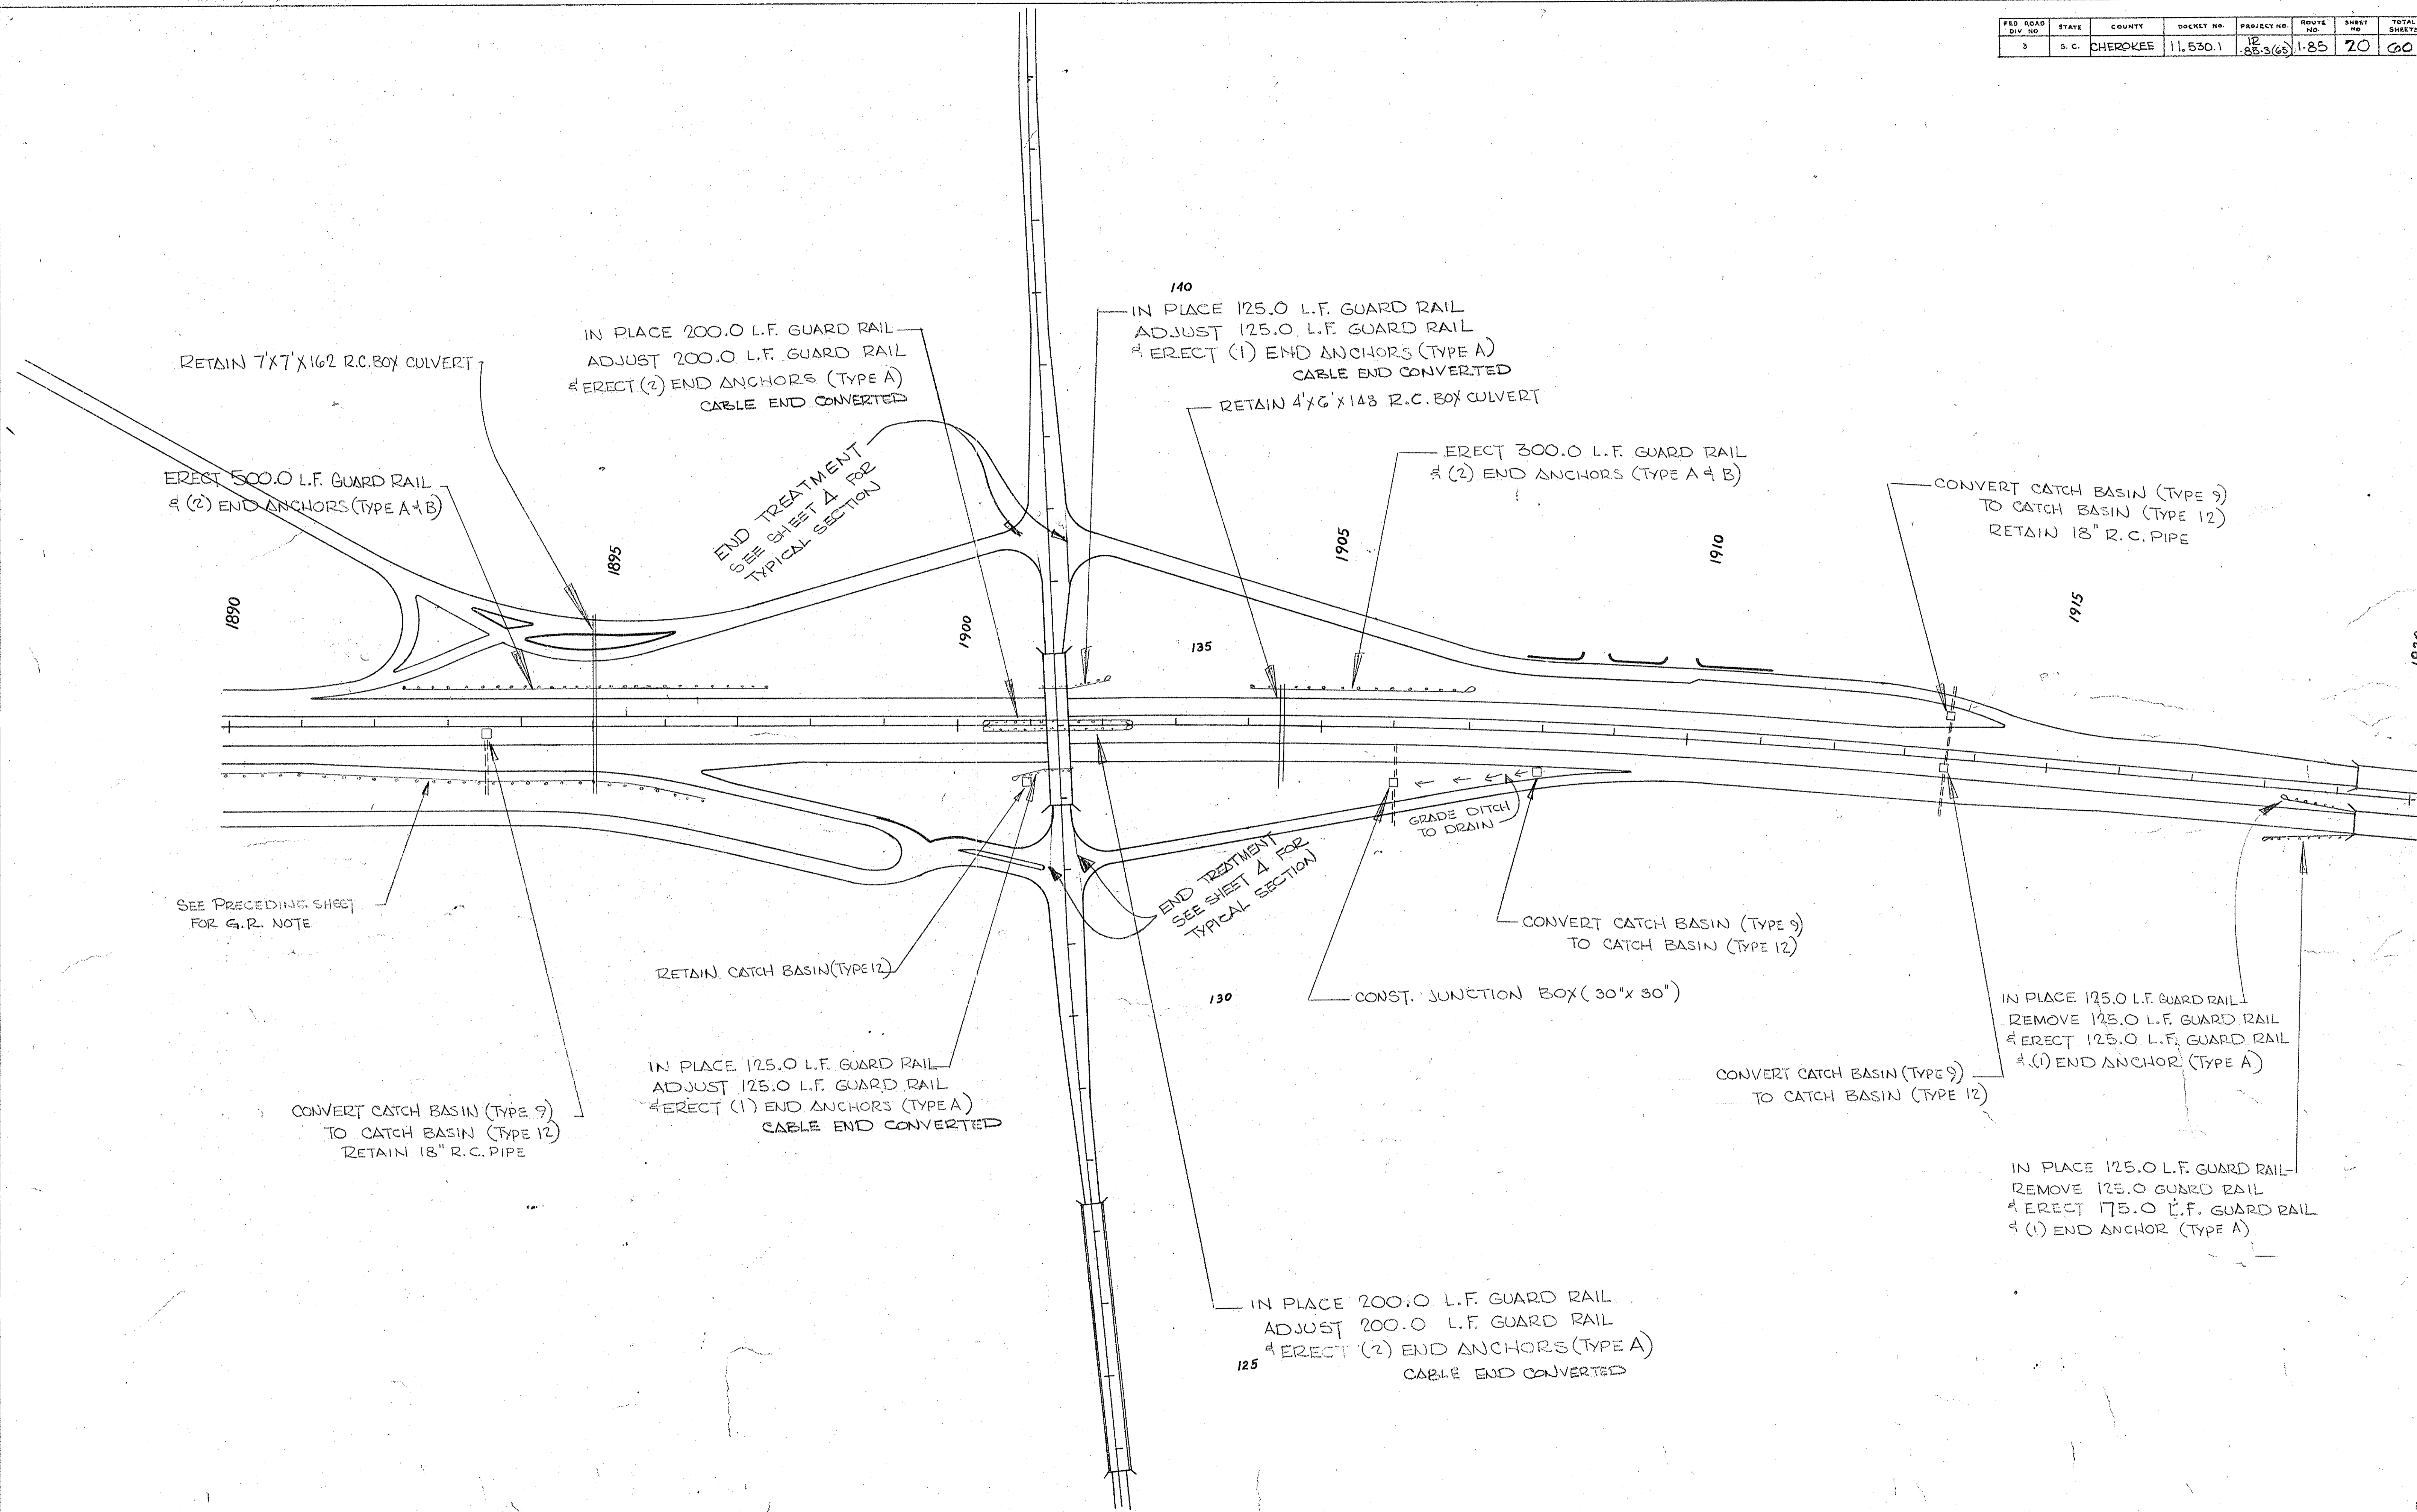 FED ROAD DIV NO
STATE
COUNTY
DOCKET NO.
PROJECT NO.
ROUTE NO.
SHEET NO
TOTAL SHEETS
3
S. C.
CHEROKEE
11.530.1
12
-85-3(65)
I-85
20
60
140
IN PLACE 200.0 L.F. GUARD RAIL
ADJUST 200.0 L.F. GUARD RAIL
& ERECT (2) END ANCHORS (TYPE A)
CABLE END CONVERTED
IN PLACE 125.0 L.F. GUARD RAIL
ADJUST 125.0 L.F. GUARD RAIL
& ERECT (1) END ANCHORS (TYPE A)
CABLE END CONVERTED
RETAIN 7'X7'X162 R.C. BOX CULVERT
RETAIN 4'X6'X148 R.C. BOX CULVERT
ERECT 500.0 L.F. GUARD RAIL
& (2) END ANCHORS (TYPE A & B)
END TREATMENT
SEE SHEET 4 FOR
TYPICAL SECTION
ERECT 300.0 L.F. GUARD RAIL
& (2) END ANCHORS (TYPE A & B)
CONVERT CATCH BASIN (TYPE 9)
TO CATCH BASIN (TYPE 12)
RETAIN 18" R.C. PIPE
1890
1895
1900
1905
1910
1915
135
GRADE DITCH
TO DRAIN
END TREATMENT
SEE SHEET 4 FOR
TYPICAL SECTION
SEE PRECEDING SHEET
FOR G.R. NOTE
RETAIN CATCH BASIN (TYPE 12)
CONVERT CATCH BASIN (TYPE 9)
TO CATCH BASIN (TYPE 12)
130
CONST. JUNCTION BOX (30" X 30")
IN PLACE 125.0 L.F. GUARD RAIL
REMOVE 125.0 L.F. GUARD RAIL
& ERECT 125.0 L.F. GUARD RAIL
& (1) END ANCHOR (TYPE A)
IN PLACE 125.0 L.F. GUARD RAIL
ADJUST 125.0 L.F. GUARD RAIL
& ERECT (1) END ANCHORS (TYPE A)
CABLE END CONVERTED
CONVERT CATCH BASIN (TYPE 9)
TO CATCH BASIN (TYPE 12)
CONVERT CATCH BASIN (TYPE 9)
TO CATCH BASIN (TYPE 12)
RETAIN 18" R.C. PIPE
IN PLACE 125.0 L.F. GUARD RAIL
REMOVE 125.0 GUARD RAIL
& ERECT 175.0 L.F. GUARD RAIL
& (1) END ANCHOR (TYPE A)
IN PLACE 200.0 L.F. GUARD RAIL
ADJUST 200.0 L.F. GUARD RAIL
& ERECT (2) END ANCHORS (TYPE A)
CABLE END CONVERTED
125